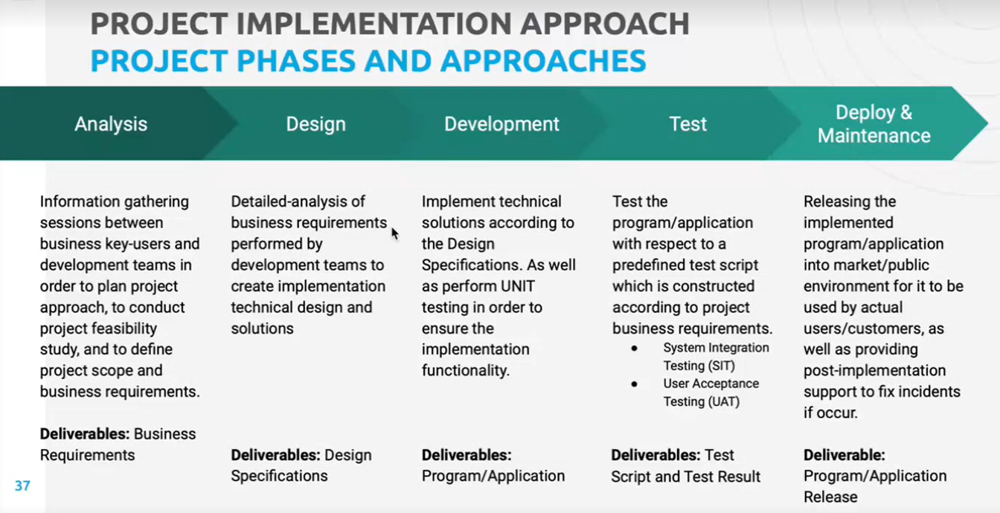 PROJECT IMPLEMENTATION APPROACH
PROJECT PHASES AND APPROACHES
Analysis
Design
Development
Test
Deploy &
Maintenance
Information gathering
sessions between
business key-users and
development teams in
order to plan project
approach, to conduct
project feasibility
study, and to define
project scope and
business requirements.
Deliverables: Business
Requirements
Detailed-analysis of
business requirements
performed by
development teams to
create implementation
technical design and
solutions
Deliverables: Design
Specifications
Implement technical
solutions according to
the Design
Specifications. As well
as perform UNIT
testing in order to
ensure the
implementation
functionality.
Deliverables:
Program/Application
Test the
program/application
with respect to a
predefined test script
which is constructed
according to project
business requirements.
● System Integration
Testing (SIT)
● User Acceptance
Testing (UAT)
Deliverables: Test
Script and Test Result
Releasing the
implemented
program/application
into market/public
environment for it to be
used by actual
users/customers, as
well as providing
post-implementation
support to fix incidents
if occur.
Deliverable:
Program/Application
Release
37